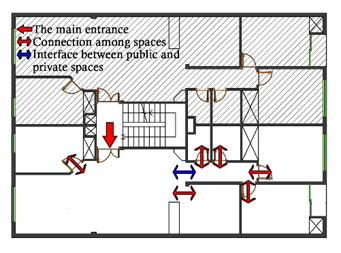 The main entrance
Connection among spaces
Interface between public and
private spaces